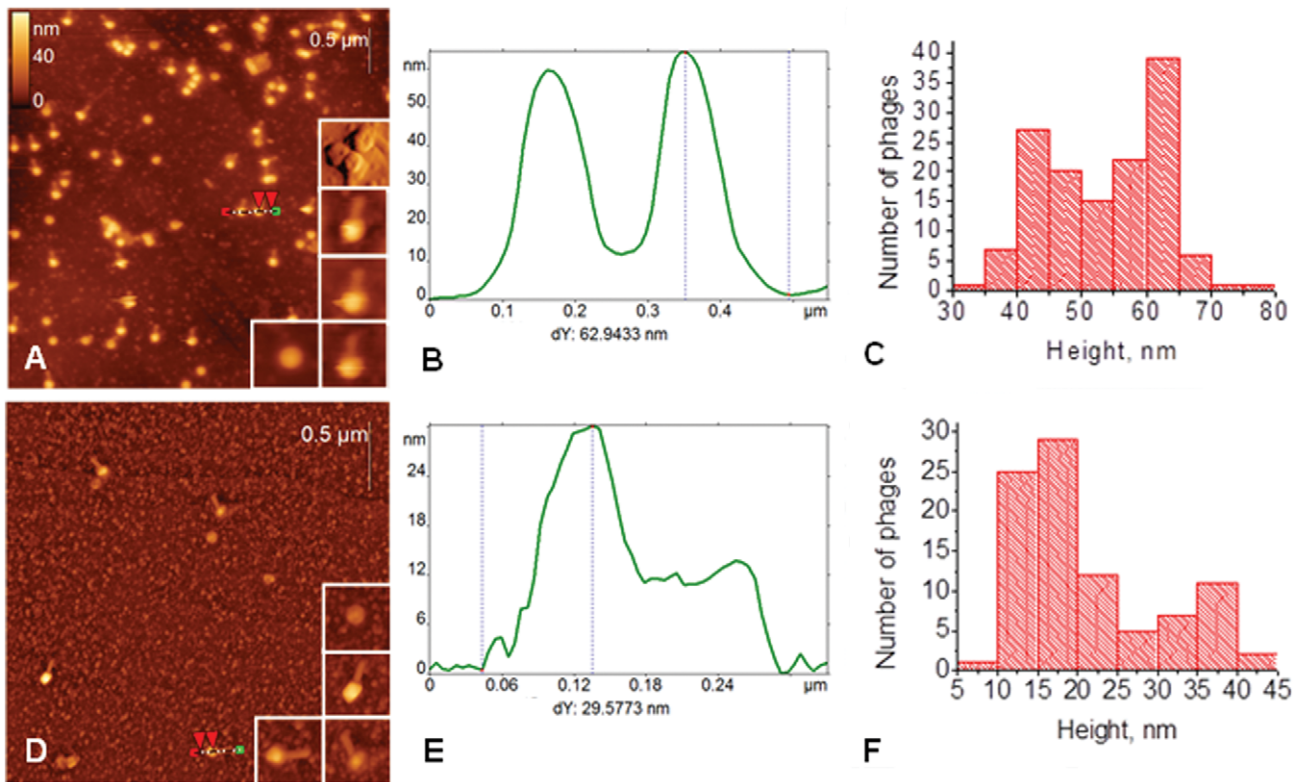 nm
40
0
0.5 µm
A
nm
50
40
30
20
10
0
0 0.1 0.2 0.3 0.4 µm
dY: 62.9433 nm
B
Number of phages
40
35
30
25
20
15
10
5
0
30 40 50 60 70 80
Height, nm
C
0.5 µm
D
nm
24
18
12
6
0
0 0.06 0.12 0.18 0.24 µm
dY: 29.5773 nm
E
Number of phages
30
25
20
15
10
5
0
5 10 15 20 25 30 35 40 45
Height, nm
F